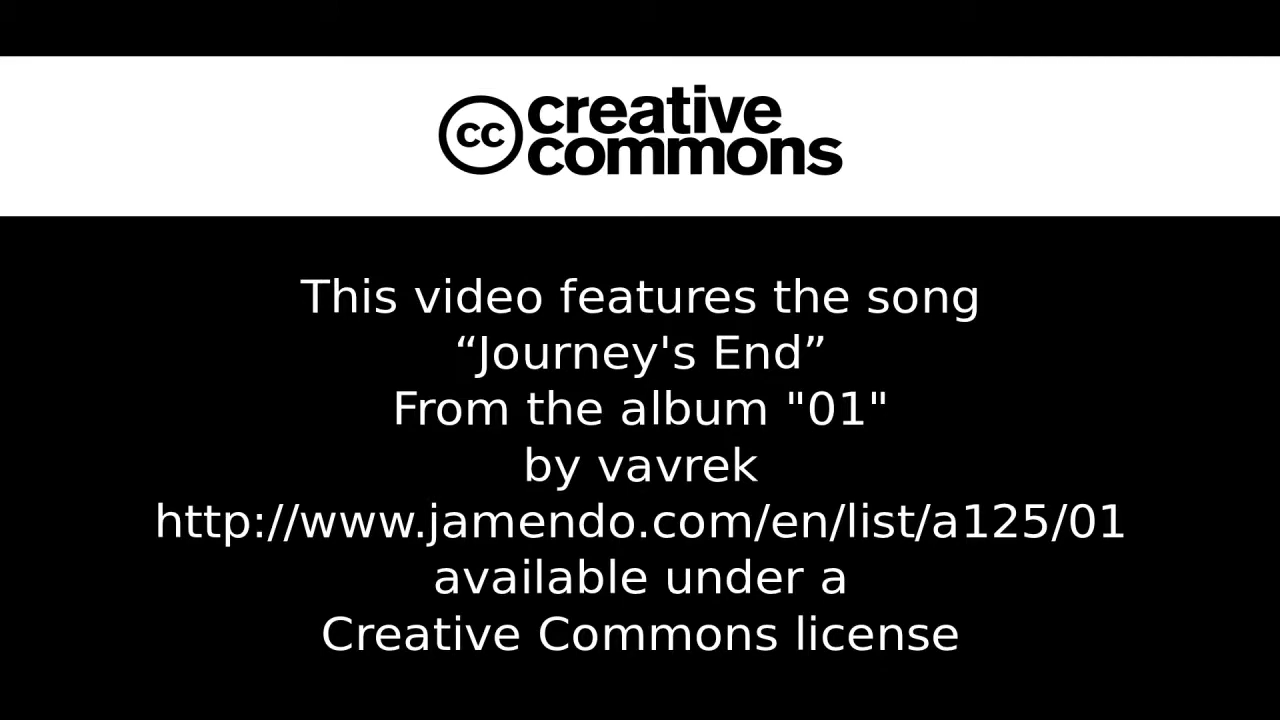 cc creative
commons
This video features the song
“Journey's End”
From the album "01"
by vavrek
http://www.jamendo.com/en/list/a125/01
available under a
Creative Commons license